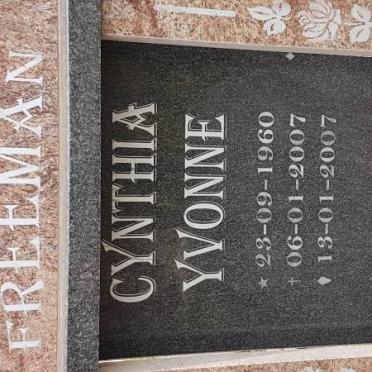 FREEMAN
CYNTHIA
YVONNE
★ 23-09-1960
† 06-01-2007
⚱ 13-01-2007